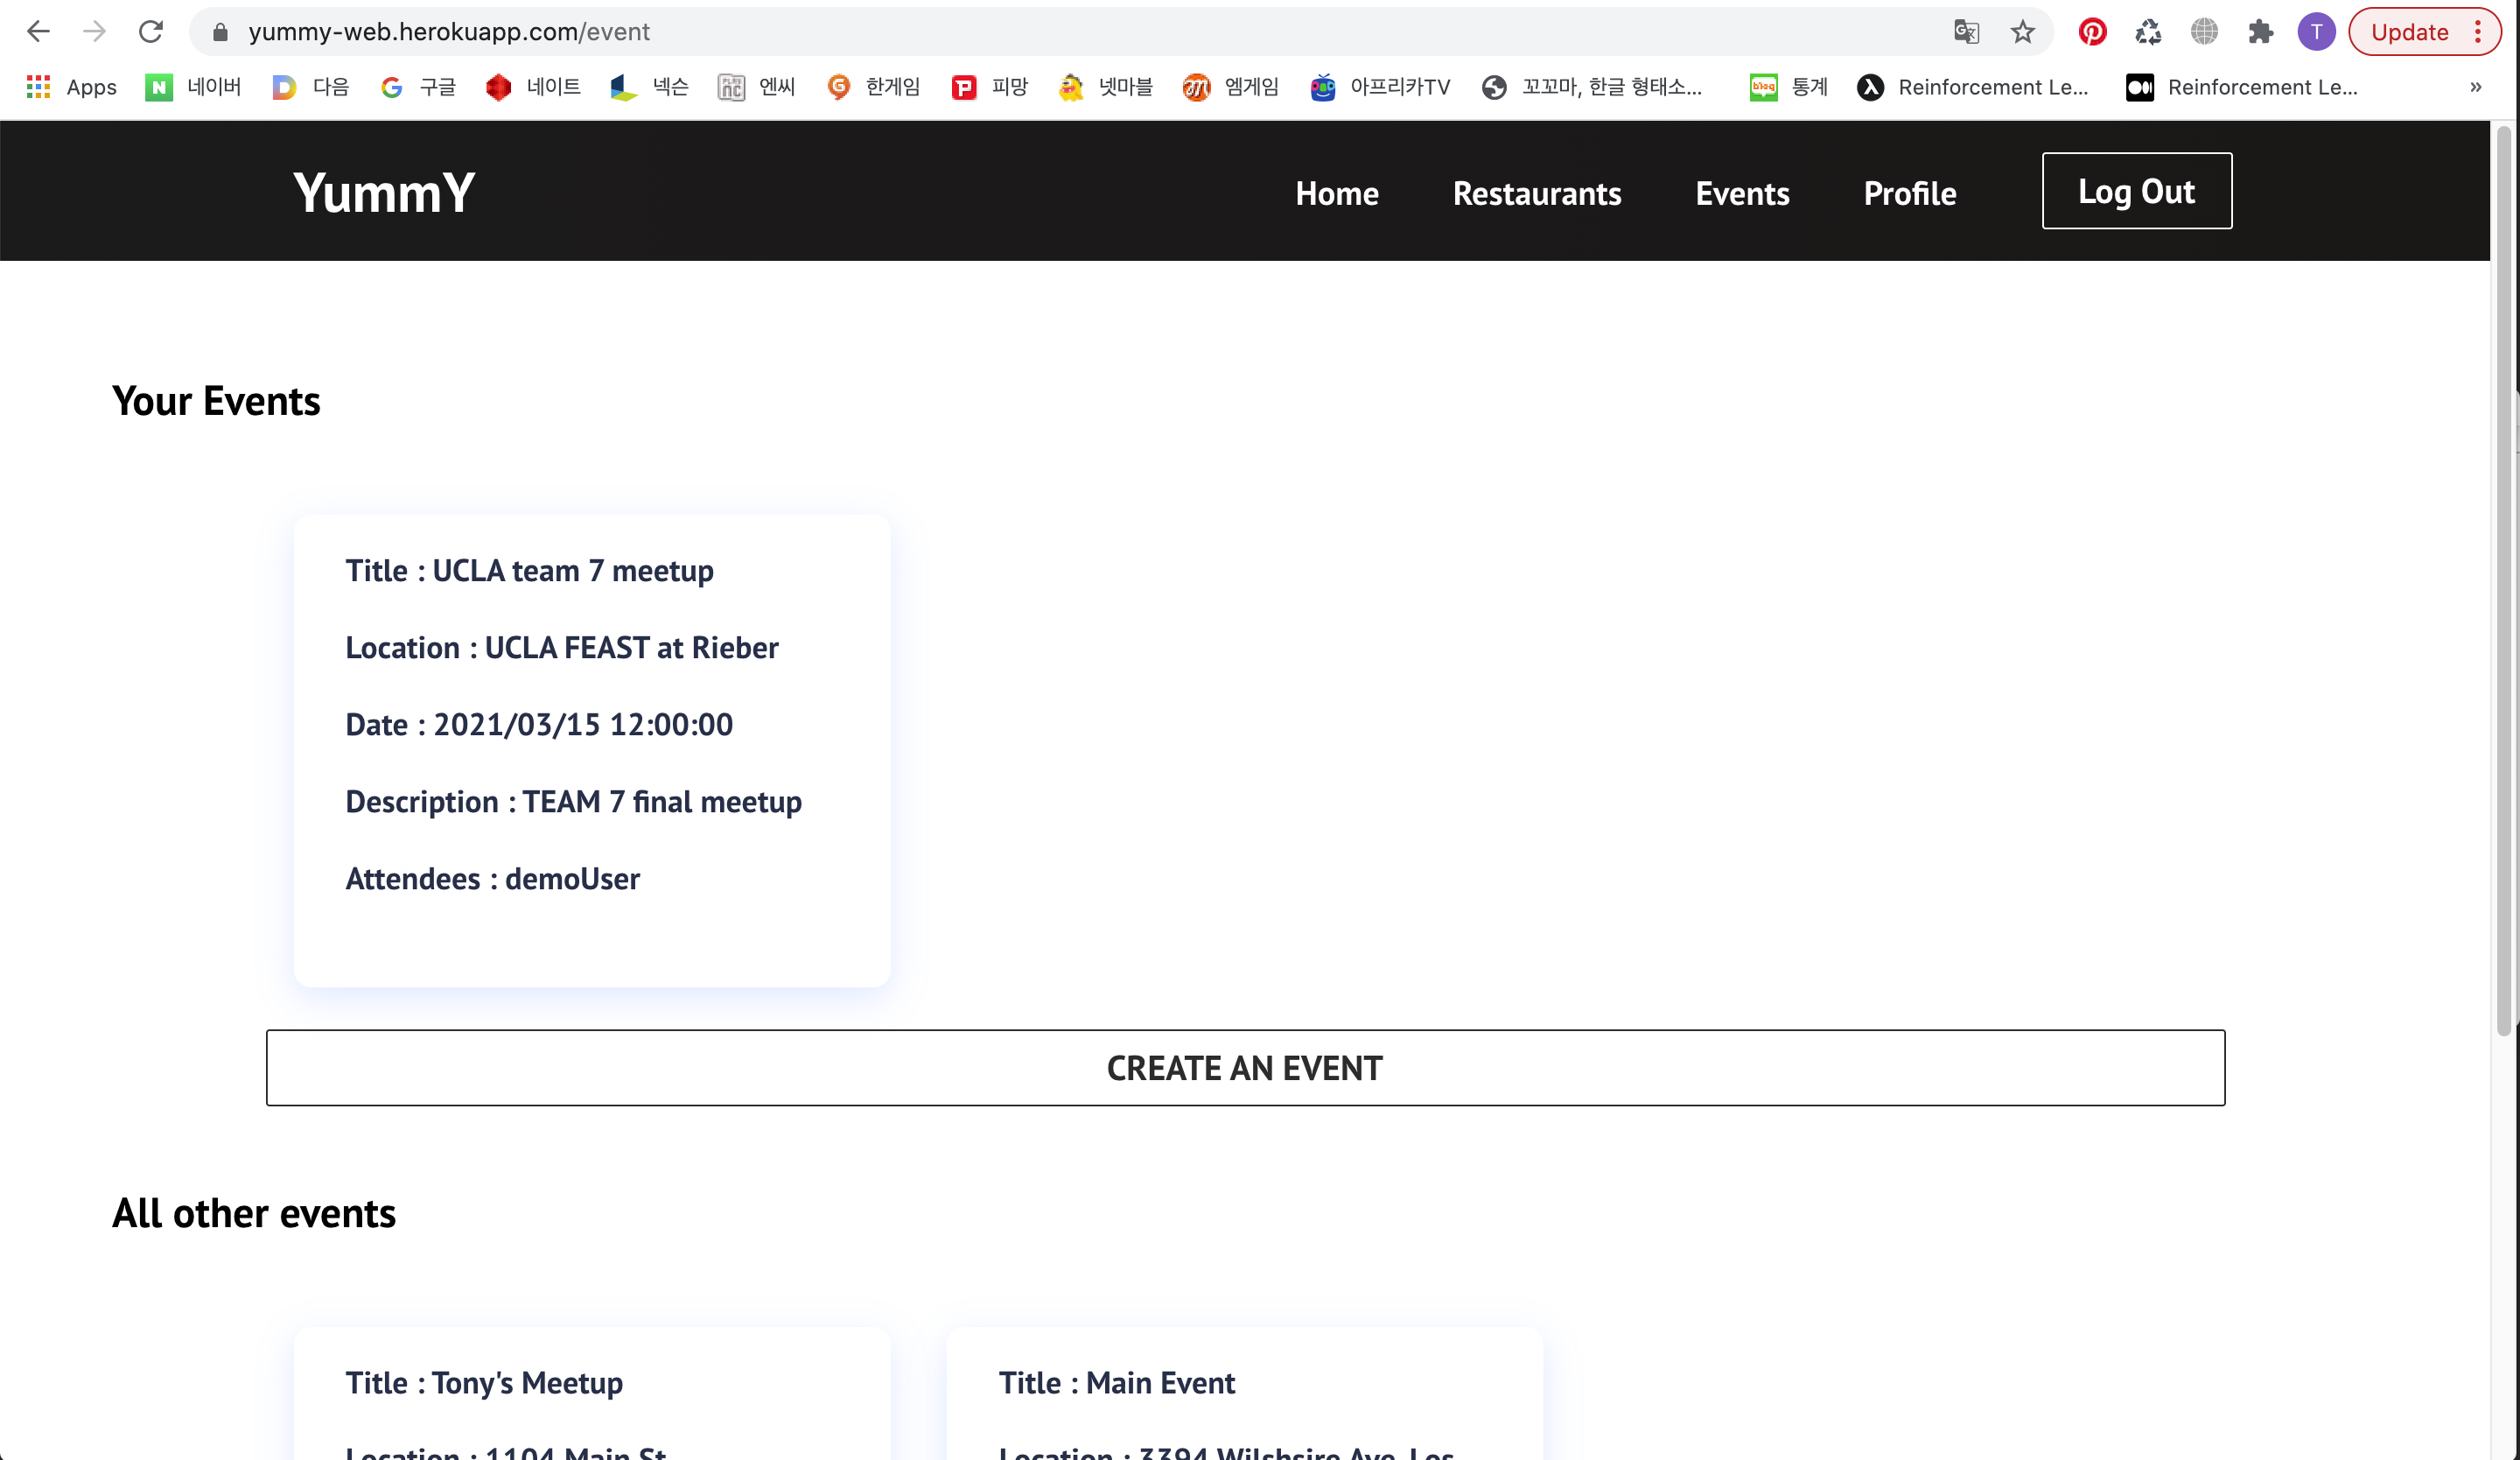 yummy-web.herokuapp.com/event
T
Update
Apps
네이버
다음
구글
네이트
넥슨
엔씨
한게임
피망
넷마블
엠게임
아프리카TV
꼬꼬마, 한글 형태소...
통계
Reinforcement Le...
Reinforcement Le...
»
YummY
Home
Restaurants
Events
Profile
Log Out
Your Events
Title : UCLA team 7 meetup
Location : UCLA FEAST at Rieber
Date : 2021/03/15 12:00:00
Description : TEAM 7 final meetup
Attendees : demoUser
CREATE AN EVENT
All other events
Title : Tony's Meetup
Location : 1104 Main St
Title : Main Event
Location : 3394 Wilshsire Ave, Los